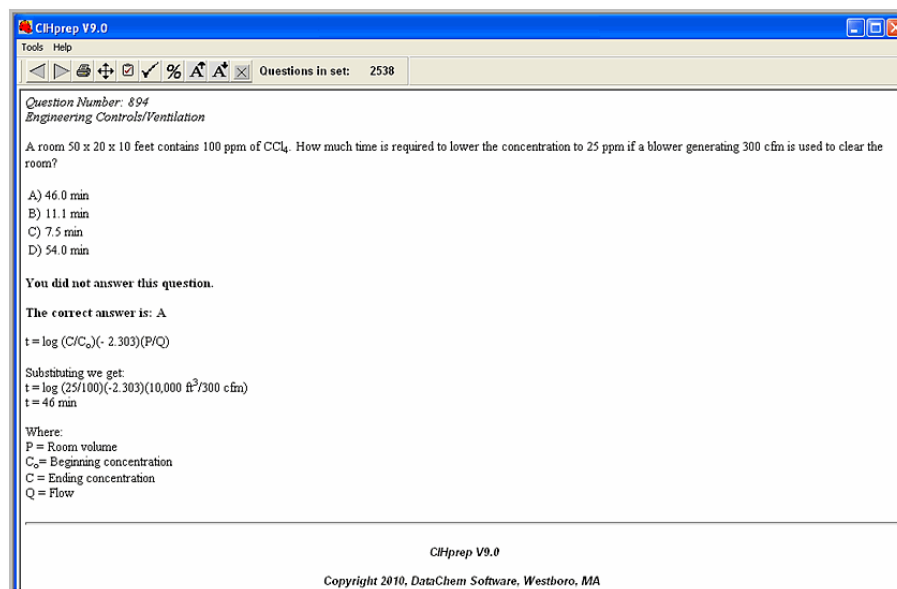 CIHprep V9.0
Tools Help
Questions in set: 2538
Question Number: 894
Engineering Controls/Ventilation
A room 50 x 20 x 10 feet contains 100 ppm of CCl₄. How much time is required to lower the concentration to 25 ppm if a blower generating 300 cfm is used to clear the
room?
A) 46.0 min
B) 11.1 min
C) 7.5 min
D) 54.0 min
You did not answer this question.
The correct answer is: A
t = log (C/Cₒ)(- 2.303)(P/Q)
Substituting we get:
t = log (25/100)(-2.303)(10,000 ft³/300 cfm)
t = 46 min
Where:
P = Room volume
Cₒ= Beginning concentration
C = Ending concentration
Q = Flow
CIHprep V9.0
Copyright 2010, DataChem Software, Westboro, MA